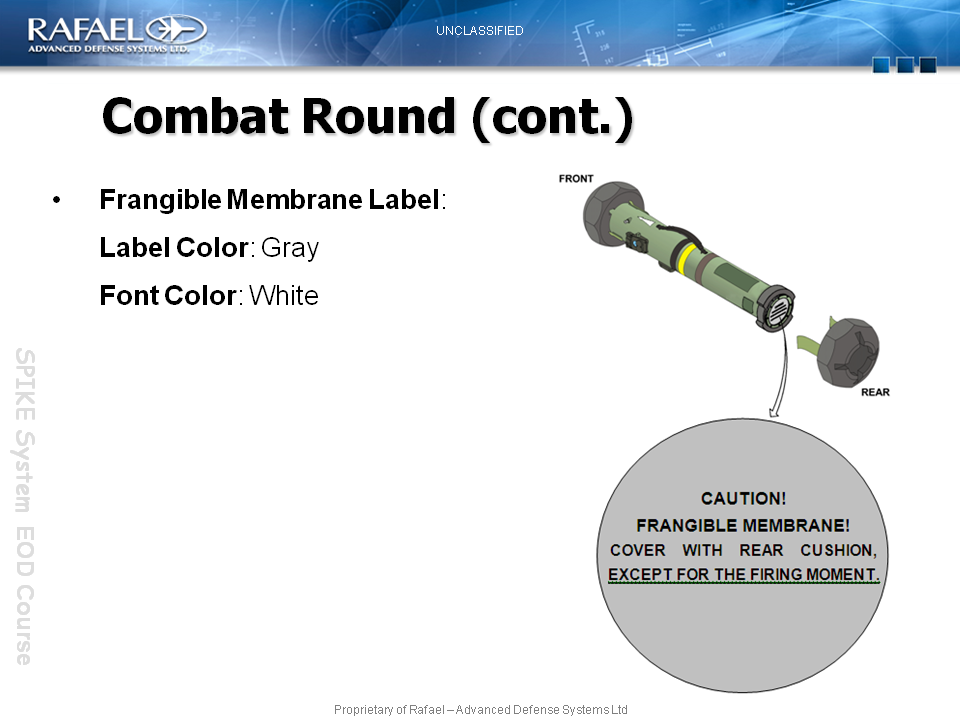 RAFAEL
ADVANCED DEFENSE SYSTEMS LTD.
UNCLASSIFIED
Combat Round (cont.)
• Frangible Membrane Label:
Label Color: Gray
Font Color: White
FRONT
REAR
CAUTION!
FRANGIBLE MEMBRANE!
COVER WITH REAR CUSHION,
EXCEPT FOR THE FIRING MOMENT.
SPIKE System EOD Course
Proprietary of Rafael – Advanced Defense Systems Ltd